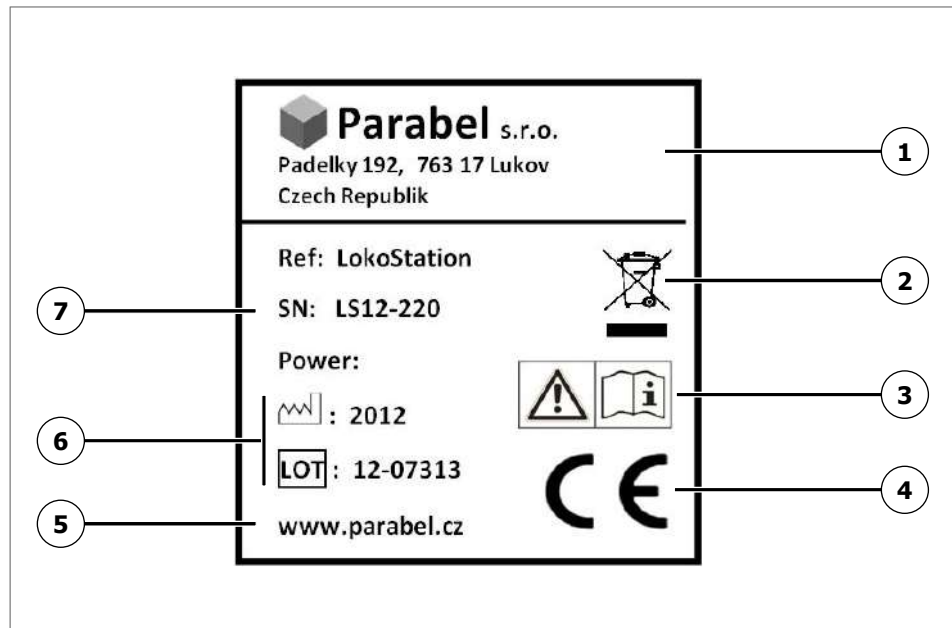 Parabel s.r.o.
Padelky 192, 763 17 Lukov
Czech Republik
Ref: LokoStation
SN: LS12-220
Power:
: 2012
LOT : 12-07313
www.parabel.cz
i
CE
1
2
3
4
5
6
7